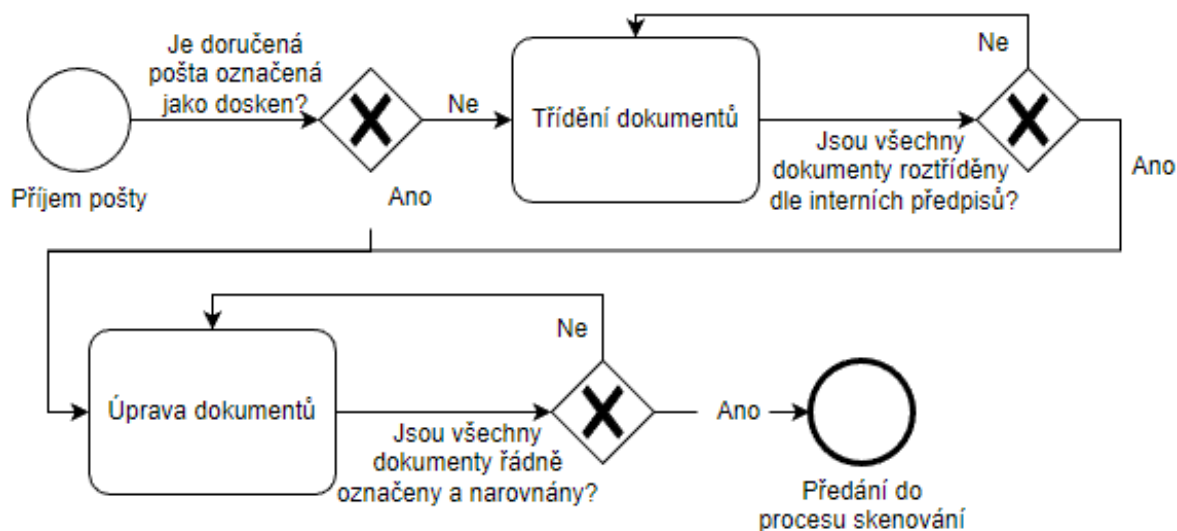 Je doručená
pošta označená
jako dosken?
Příjem pošty
Ne
Ano
Třídění dokumentů
Ne
Jsou všechny
dokumenty roztříděny
dle interních předpisů?
Ano
Úprava dokumentů
Ne
Jsou všechny
dokumenty řádně
označeny a narovnány?
Ano
Předání do
procesu skenování